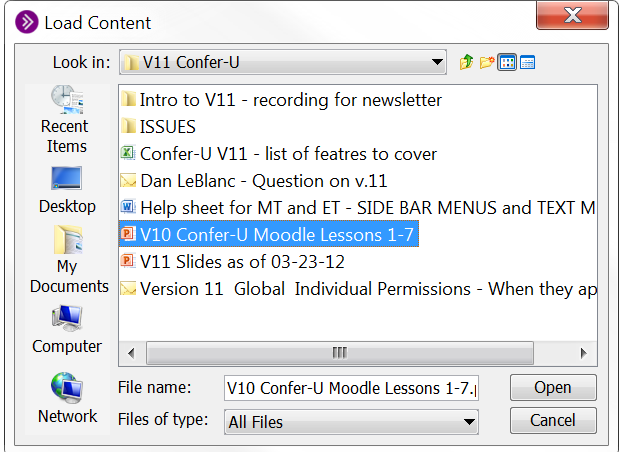 Load Content
Look in: V11 Confer-U
Recent
Items
Desktop
My
Documents
Computer
Network
Intro to V11 - recording for newsletter
ISSUES
Confer-U V11 - list of featres to cover
Dan LeBlanc - Question on v.11
Help sheet for MT and ET - SIDE BAR MENUS and TEXT M
V10 Confer-U Moodle Lessons 1-7
V11 Slides as of 03-23-12
Version 11  Global  Individual Permissions - When they ap
File name: V10 Confer-U Moodle Lessons 1-7.p Open
Files of type: All Files Cancel